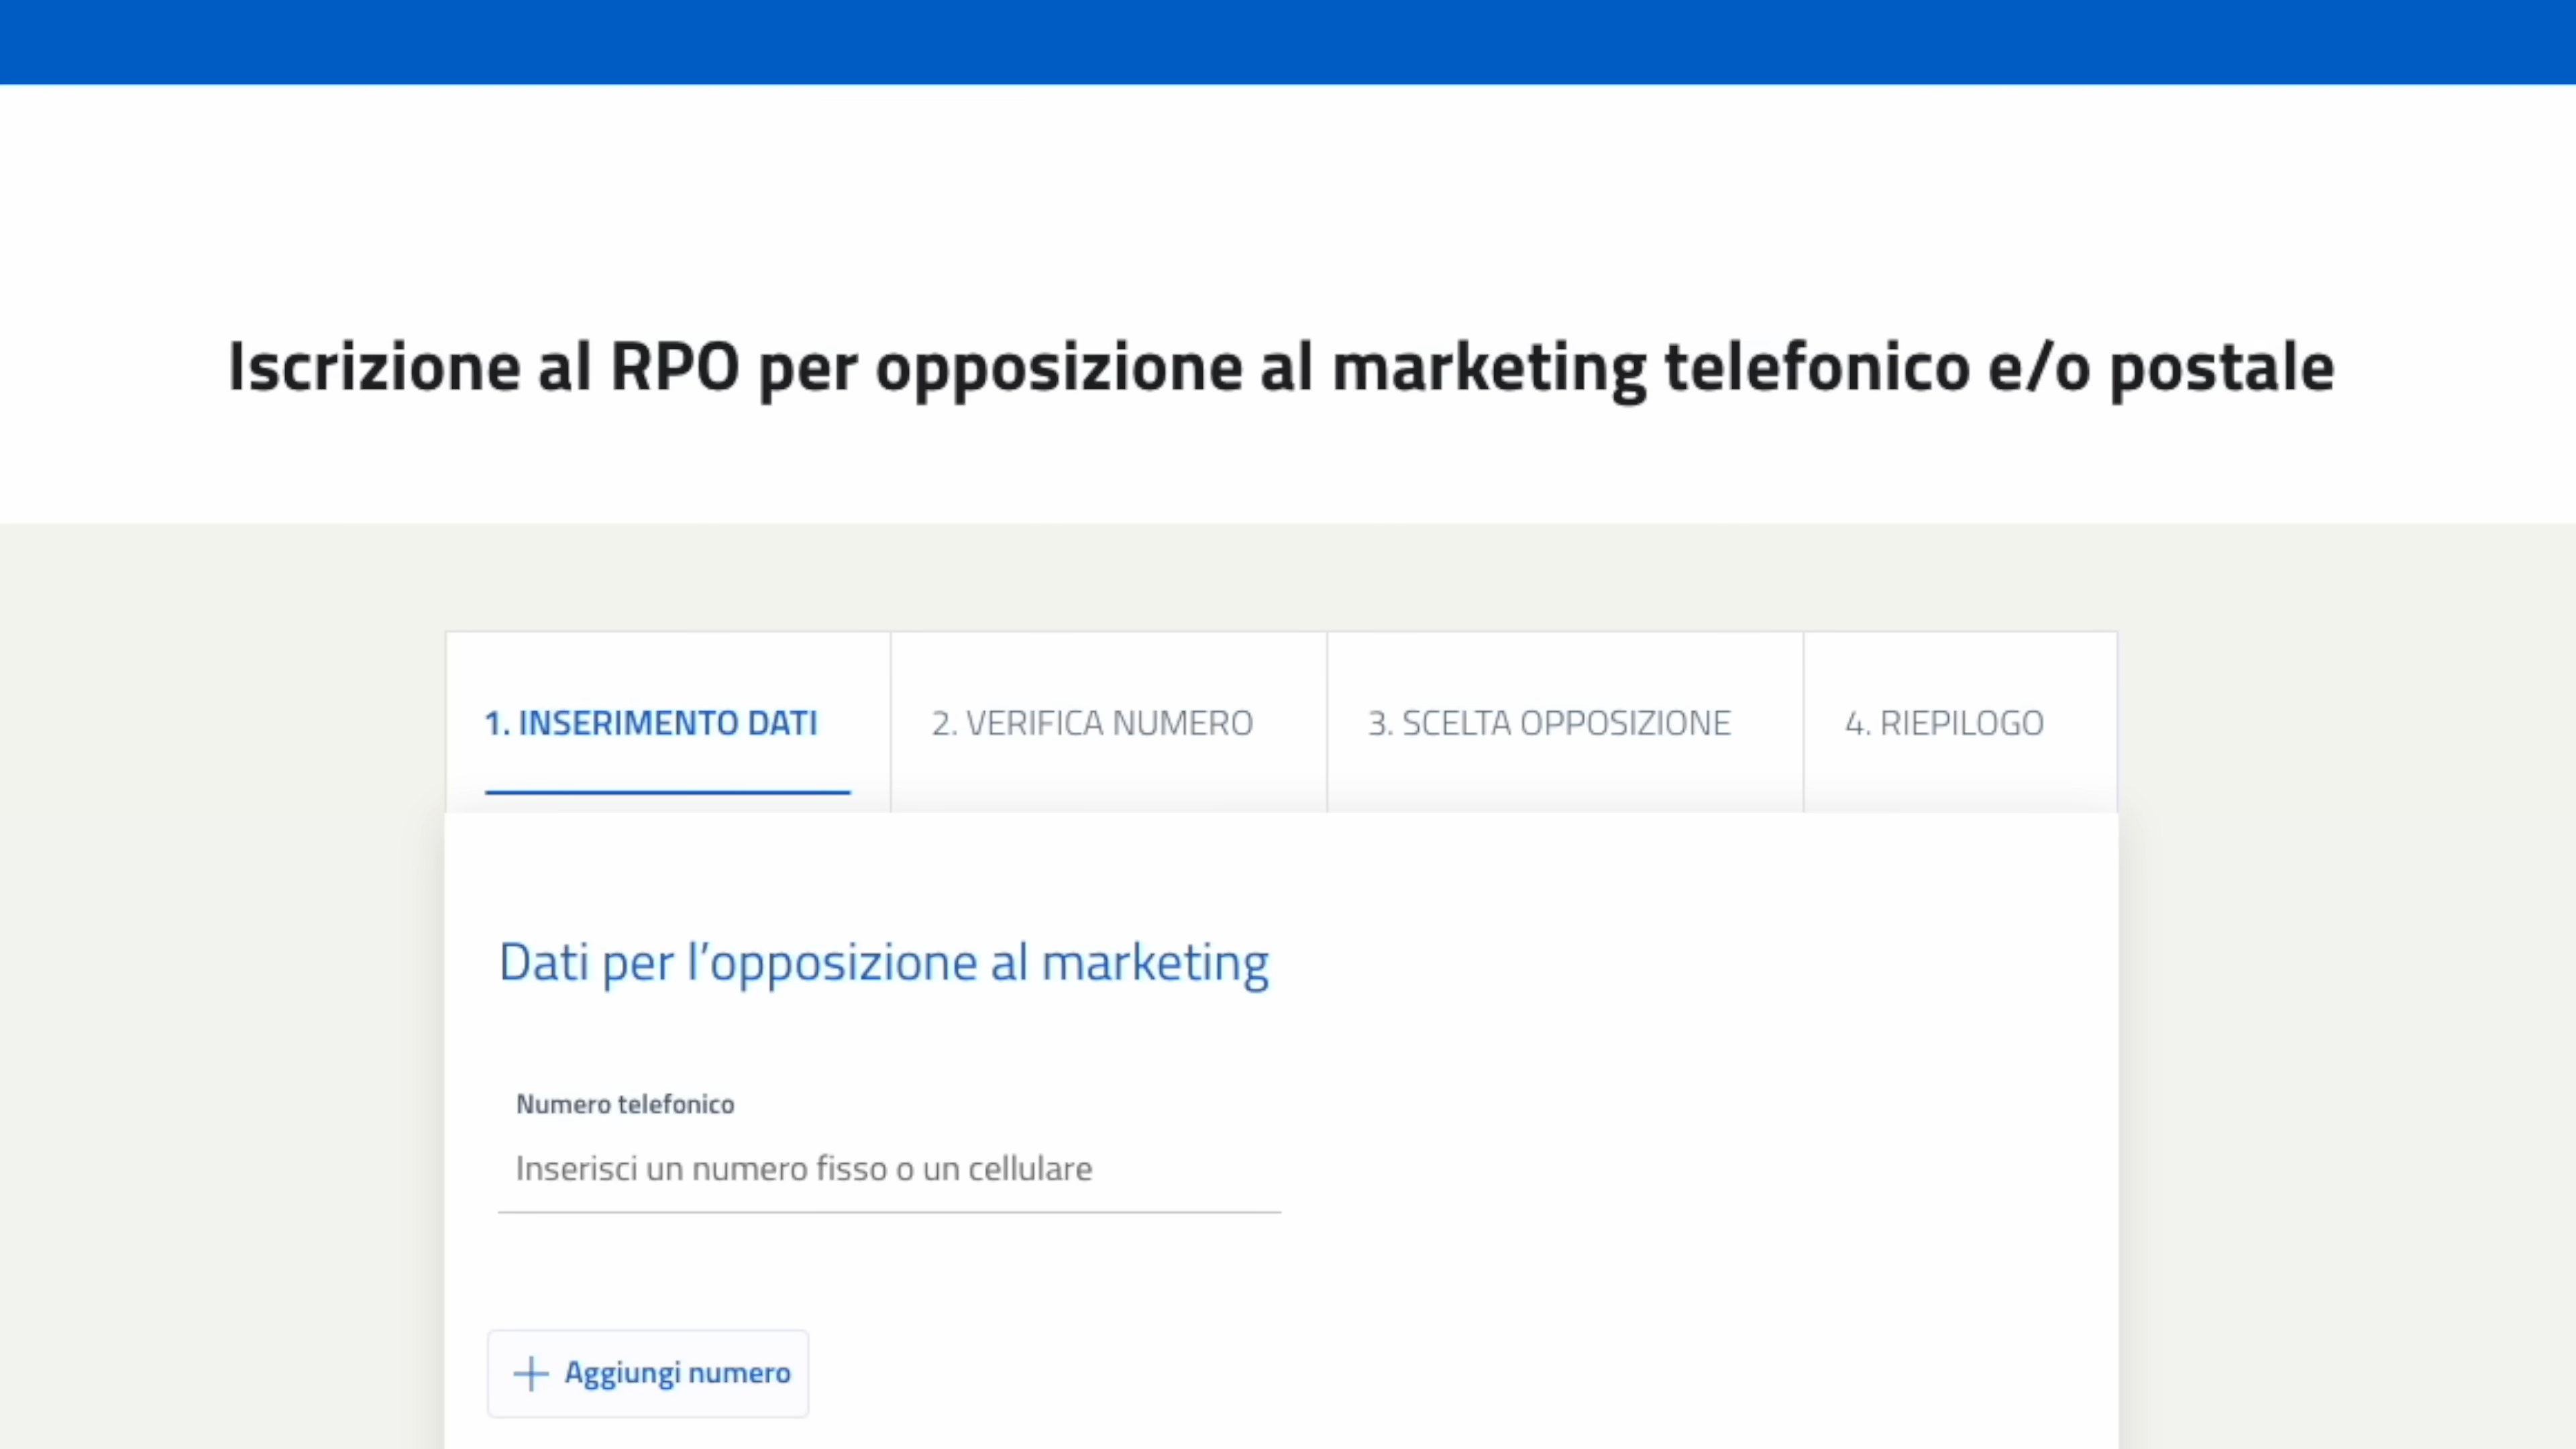 Iscrizione al RPO per opposizione al marketing telefonico e/o postale
1. INSERIMENTO DATI
2. VERIFICA NUMERO
3. SCELTA OPPOSIZIONE
4. RIEPILOGO
Dati per l’opposizione al marketing
Numero telefonico
Inserisci un numero fisso o un cellulare
Aggiungi numero